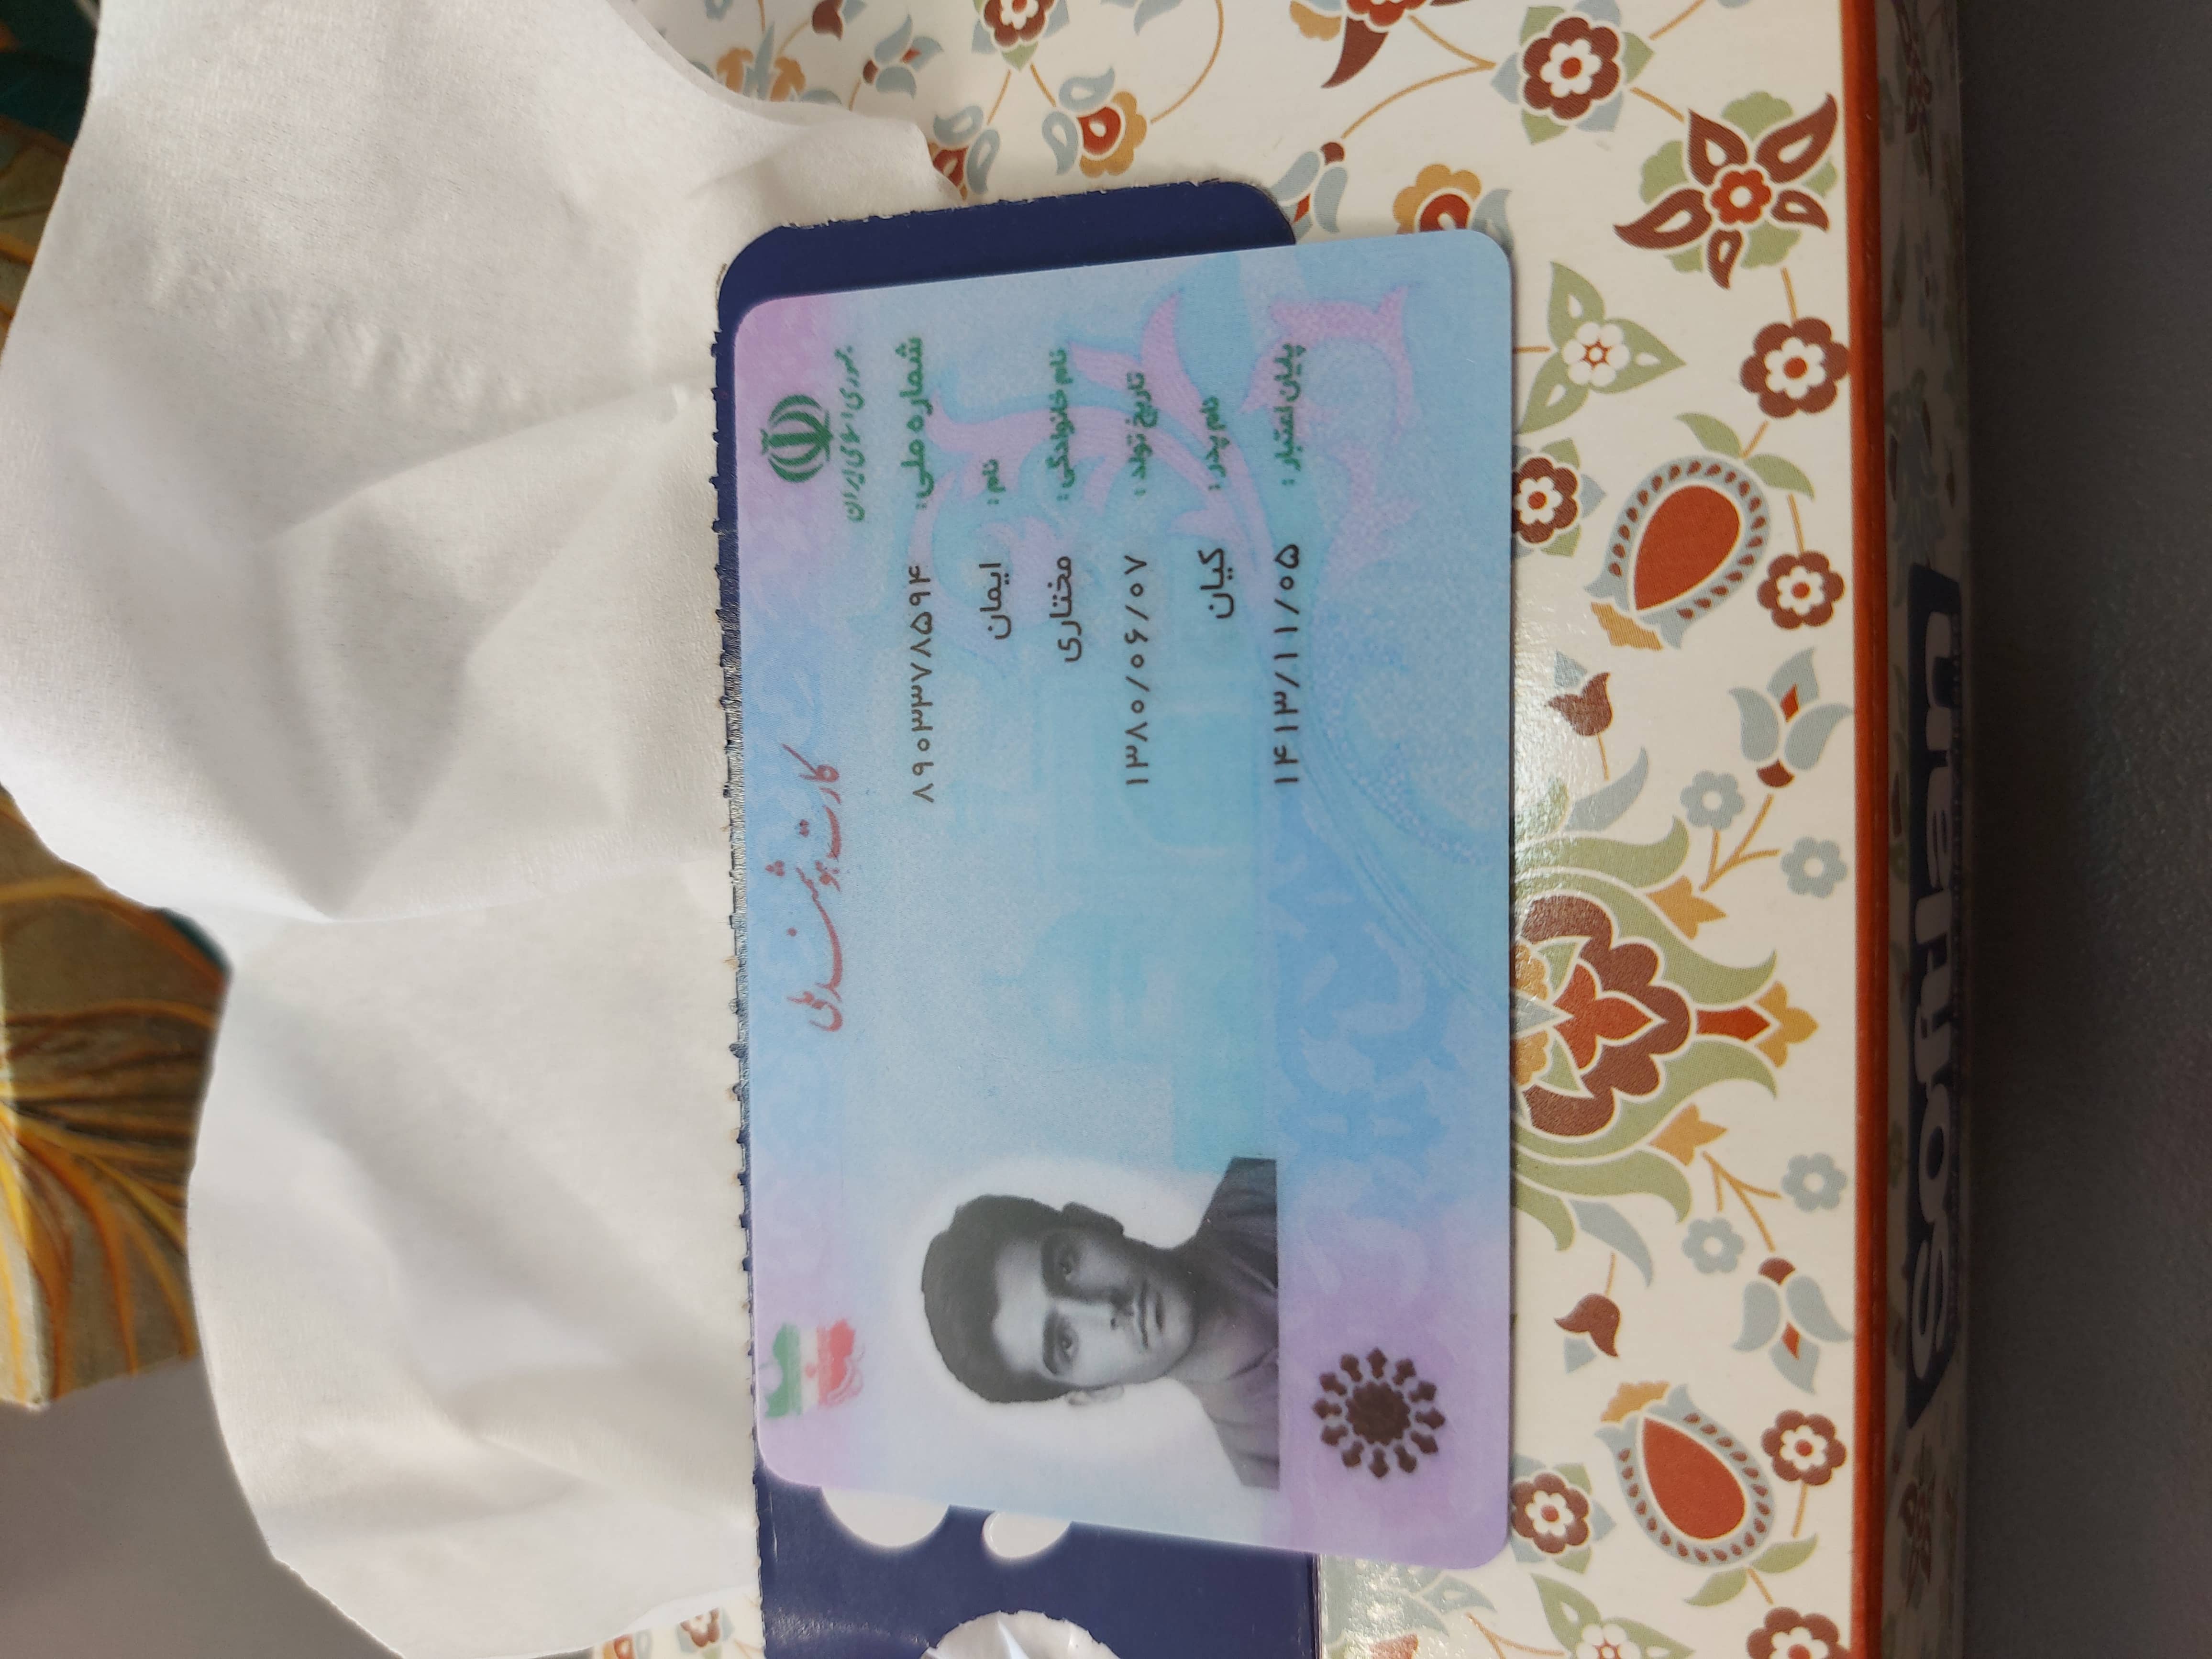 جمهوری اسلامی ایران
کارت هوشمند ملی
شماره ملی: ۸۹۰۳۳۷۸۵۹۴
نام: ایمان
نام خانوادگی: مختاری
تاریخ تولد: ۱۳۸۰/۰۶/۰۷
نام پدر: کیان
پایان اعتبار: ۱۴۱۳/۱۱/۰۵
Softlan